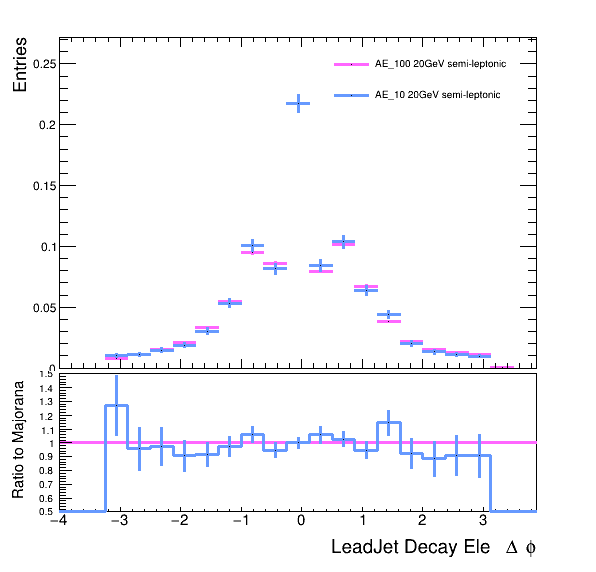 Entries
0.25
0.2
0.15
0.1
0.05
0
AE_100 20GeV semi-leptonic
AE_10 20GeV semi-leptonic
Ratio to Majorana
1.5
1.4
1.3
1.2
1.1
1
0.9
0.8
0.7
0.6
0.5
−4 −3 −2 −1 0 1 2 3
LeadJet Decay Ele Δ ϕ